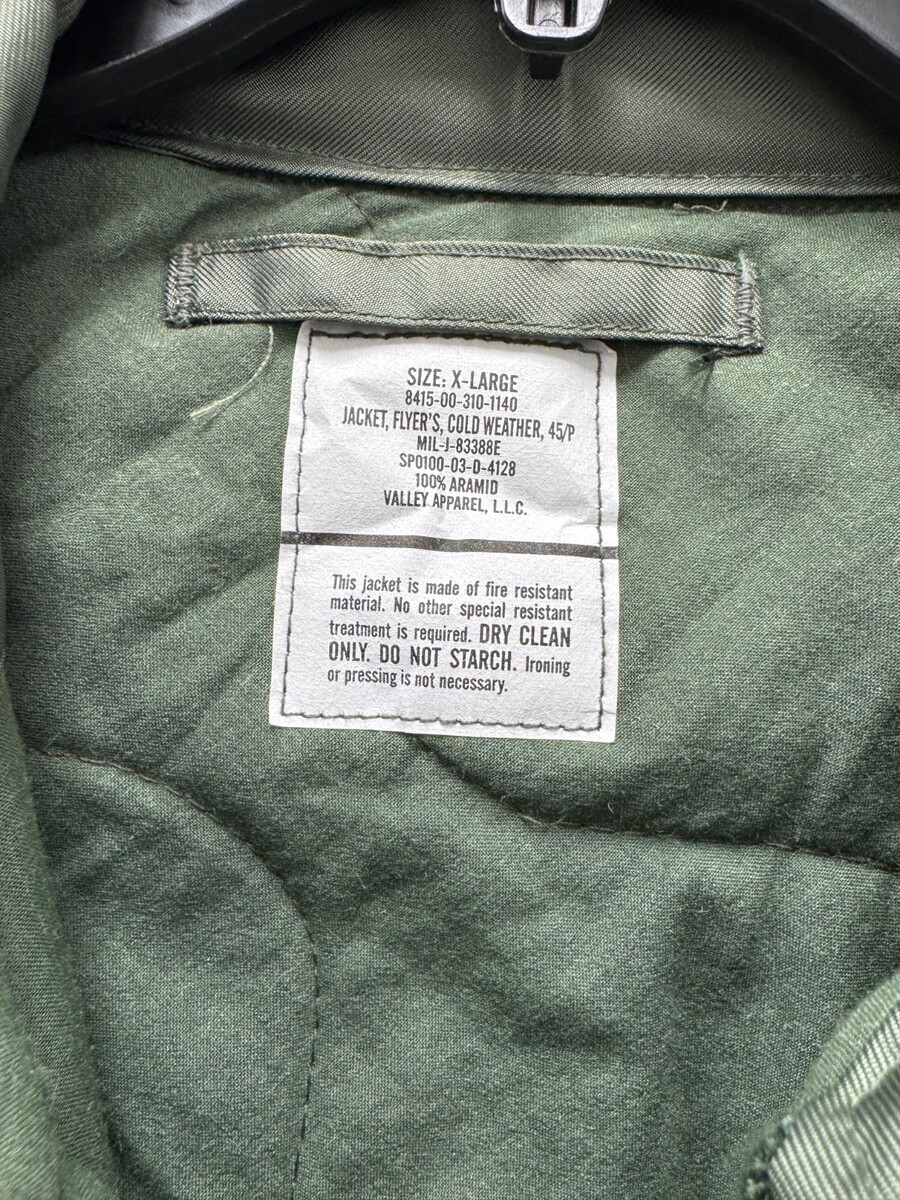 SIZE: X-LARGE
8415-00-310-1140
JACKET, FLYER'S, COLD WEATHER, 45/P
MIL-J-83388E
SPO100-03-D-4128
100% ARAMID
VALLEY APPAREL, L.L.C.
This jacket is made of fire resistant
material. No other special resistant
treatment is required. DRY CLEAN
ONLY. DO NOT STARCH. Ironing
or pressing is not necessary.